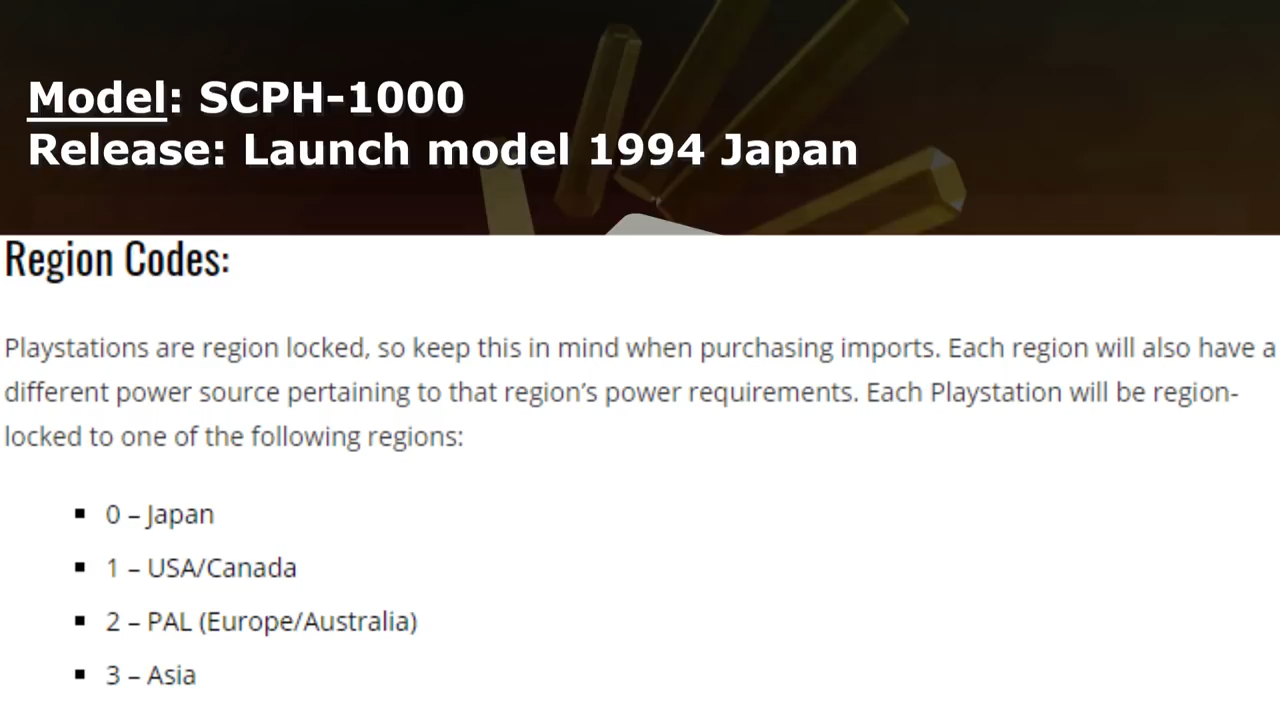 Model: SCPH-1000
Release: Launch model 1994 Japan
Region Codes:
Playstations are region locked, so keep this in mind when purchasing imports. Each region will also have a
different power source pertaining to that region’s power requirements. Each Playstation will be region-
locked to one of the following regions:
▪ 0 – Japan
▪ 1 – USA/Canada
▪ 2 – PAL (Europe/Australia)
▪ 3 – Asia